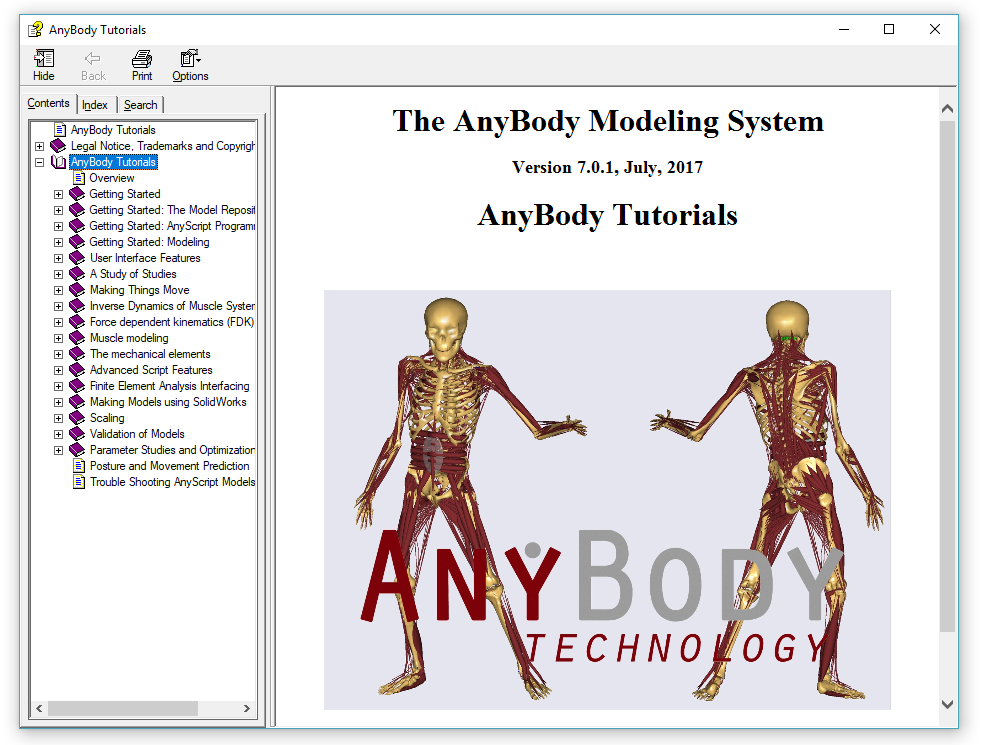 AnyBody Tutorials
Hide
Back
Print
Options
Contents
Index
Search
AnyBody Tutorials
Legal Notice, Trademarks and Copyrigh
AnyBody Tutorials
Overview
Getting Started
Getting Started: The Model Reposit
Getting Started: AnyScript Programm
Getting Started: Modeling
User Interface Features
A Study of Studies
Making Things Move
Inverse Dynamics of Muscle System
Force dependent kinematics (FDK)
Muscle modeling
The mechanical elements
Advanced Script Features
Finite Element Analysis Interfacing
Making Models using SolidWorks
Scaling
Validation of Models
Parameter Studies and Optimization
Posture and Movement Prediction
Trouble Shooting AnyScript Models
The AnyBody Modeling System
Version 7.0.1, July, 2017
AnyBody Tutorials
ANYBODY
TECHNOLOGY